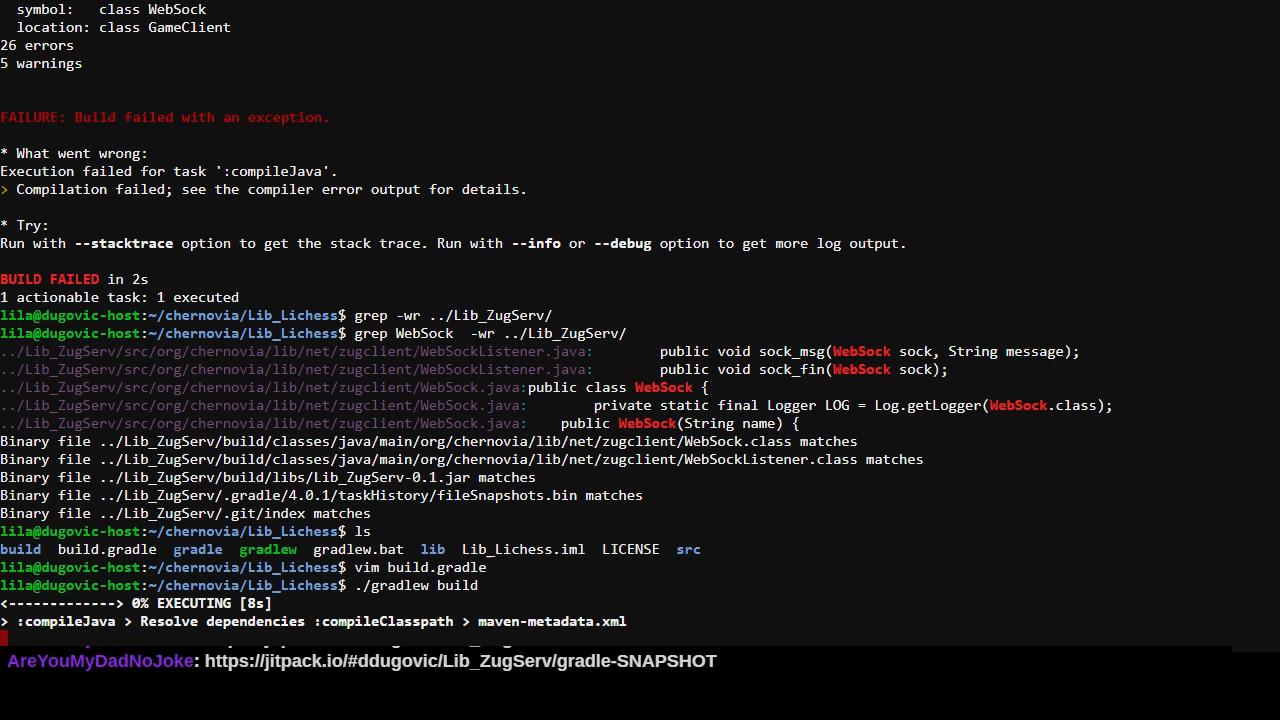 symbol:   class WebSock
location: class GameClient
26 errors
5 warnings
FAILURE: Build failed with an exception.
* What went wrong:
Execution failed for task ':compileJava'.
> Compilation failed; see the compiler error output for details.
* Try:
Run with --stacktrace option to get the stack trace. Run with --info or --debug option to get more log output.
BUILD FAILED in 2s
1 actionable task: 1 executed
lila@dugovic-host:~/chernovia/Lib_Lichess$ grep -wr ../Lib_ZugServ/
lila@dugovic-host:~/chernovia/Lib_Lichess$ grep WebSock  -wr ../Lib_ZugServ/
../Lib_ZugServ/src/org/chernovia/lib/net/zugclient/WebSockListener.java:        public void sock_msg(WebSock sock, String message);
../Lib_ZugServ/src/org/chernovia/lib/net/zugclient/WebSockListener.java:        public void sock_fin(WebSock sock);
../Lib_ZugServ/src/org/chernovia/lib/net/zugclient/WebSock.java:public class WebSock {
../Lib_ZugServ/src/org/chernovia/lib/net/zugclient/WebSock.java:        private static final Logger LOG = Log.getLogger(WebSock.class);
../Lib_ZugServ/src/org/chernovia/lib/net/zugclient/WebSock.java:    public WebSock(String name) {
Binary file ../Lib_ZugServ/build/classes/java/main/org/chernovia/lib/net/zugclient/WebSock.class matches
Binary file ../Lib_ZugServ/build/classes/java/main/org/chernovia/lib/net/zugclient/WebSockListener.class matches
Binary file ../Lib_ZugServ/build/libs/Lib_ZugServ-0.1.jar matches
Binary file ../Lib_ZugServ/.gradle/4.0.1/taskHistory/fileSnapshots.bin matches
Binary file ../Lib_ZugServ/.git/index matches
lila@dugovic-host:~/chernovia/Lib_Lichess$ ls
build  build.gradle  gradle  gradlew  gradlew.bat  lib  Lib_Lichess.iml  LICENSE  src
lila@dugovic-host:~/chernovia/Lib_Lichess$ vim build.gradle
lila@dugovic-host:~/chernovia/Lib_Lichess$ ./gradlew build
<-------------> 0% EXECUTING [8s]
> :compileJava > Resolve dependencies :compileClasspath > maven-metadata.xml
AreYouMyDadNoJoke: https://jitpack.io/#ddugovic/Lib_ZugServ/gradle-SNAPSHOT